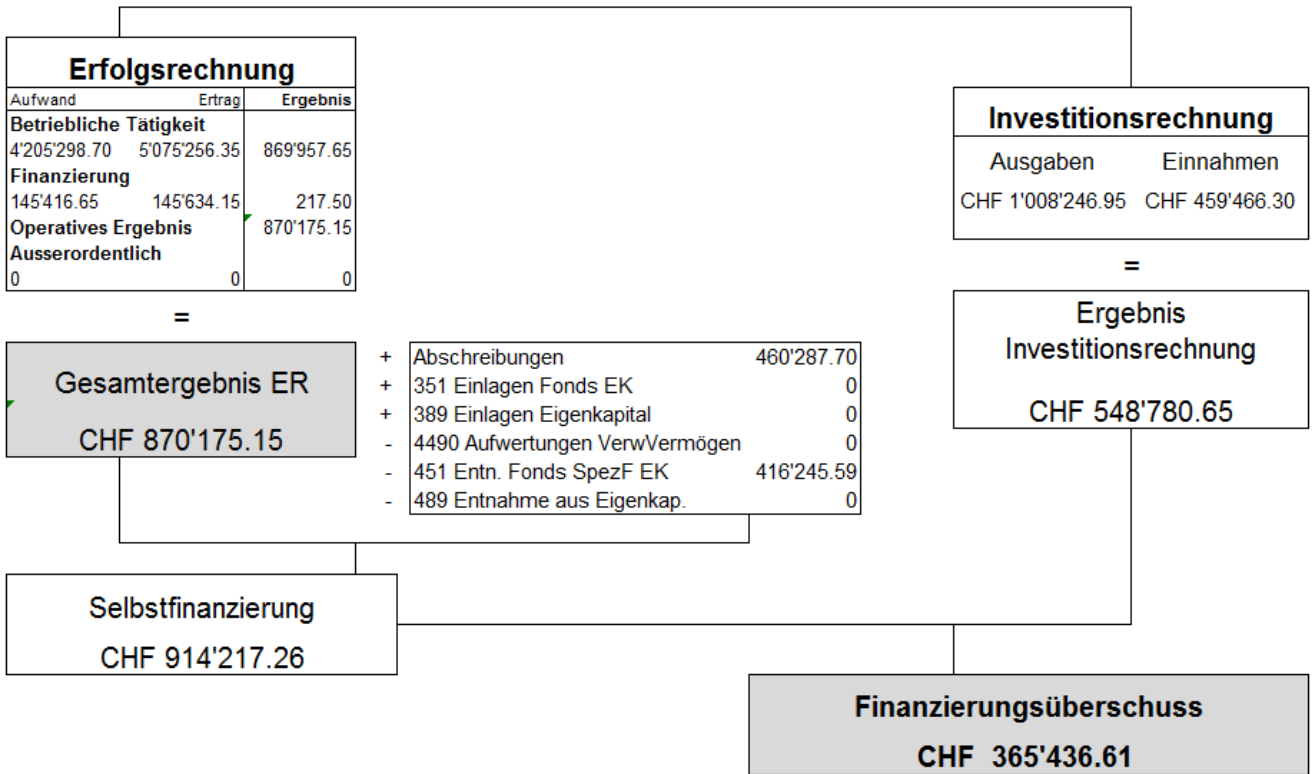 Erfolgsrechnung
Aufwand Ertrag Ergebnis
Betriebliche Tätigkeit
4'205'298.70 5'075'256.35 869'957.65
Finanzierung
145'416.65 145'634.15 217.50
Operatives Ergebnis 870'175.15
Ausserordentlich
0 0 0
=
Gesamtergebnis ER
CHF 870'175.15
+ Abschreibungen 460'287.70
+ 351 Einlagen Fonds EK 0
+ 389 Einlagen Eigenkapital 0
- 4490 Aufwertungen VerwVermögen 0
- 451 Entn. Fonds SpezF EK 416'245.59
- 489 Entnahme aus Eigenkap. 0
Investitionsrechnung
Ausgaben Einnahmen
CHF 1'008'246.95 CHF 459'466.30
=
Ergebnis
Investitionsrechnung
CHF 548'780.65
Selbstfinanzierung
CHF 914'217.26
Finanzierungsüberschuss
CHF 365'436.61